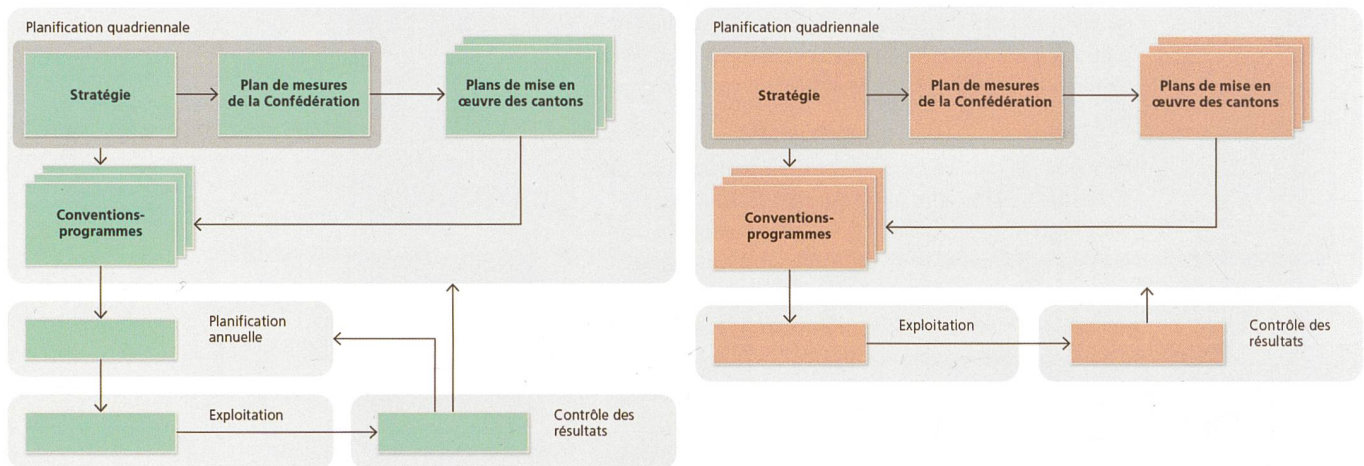 Planification quadriennale
Stratégie
Plan de mesures
de la Confédération
Plans de mise en
œuvre des cantons
Conventions-
programmes
Planification
annuelle
Exploitation
Contrôle des
résultats
Planification quadriennale
Stratégie
Plan de mesures
de la Confédération
Plans de mise en
œuvre des cantons
Conventions-
programmes
Exploitation
Contrôle des
résultats